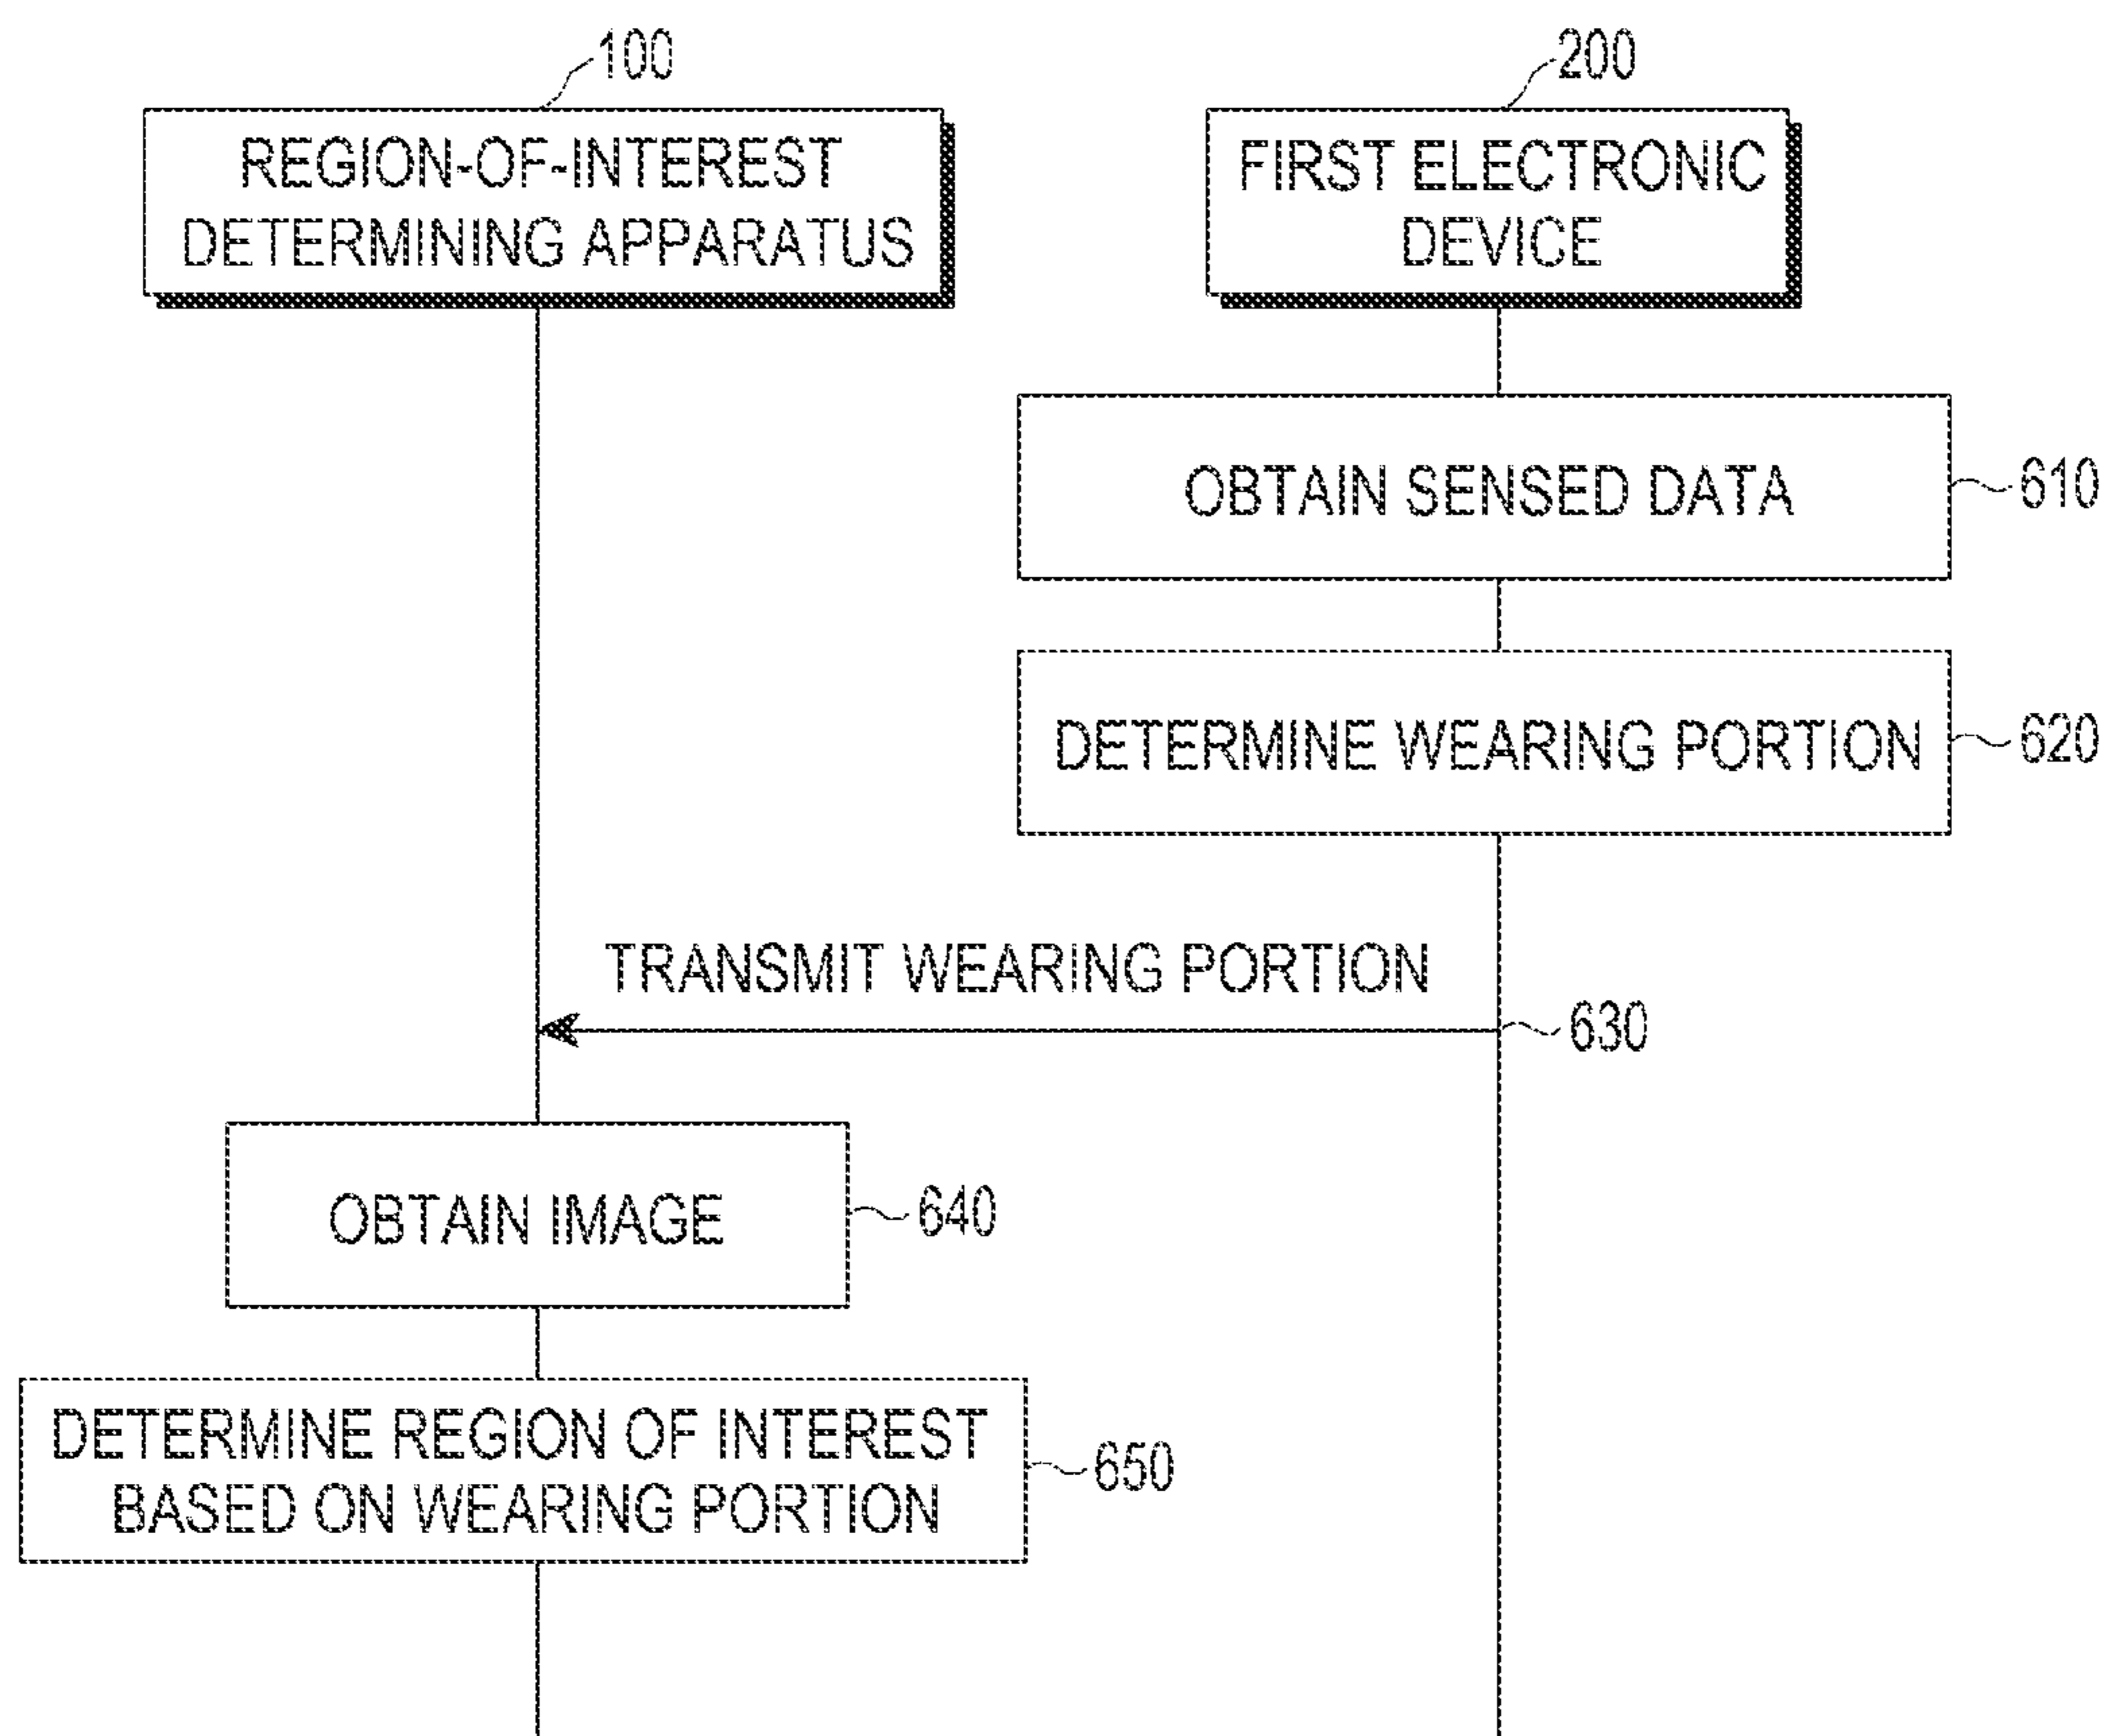 100
200
REGION-OF-INTEREST
DETERMINING APPARATUS
FIRST ELECTRONIC
DEVICE
OBTAIN SENSED DATA
610
DETERMINE WEARING PORTION
620
TRANSMIT WEARING PORTION
630
OBTAIN IMAGE
640
DETERMINE REGION OF INTEREST
BASED ON WEARING PORTION
650